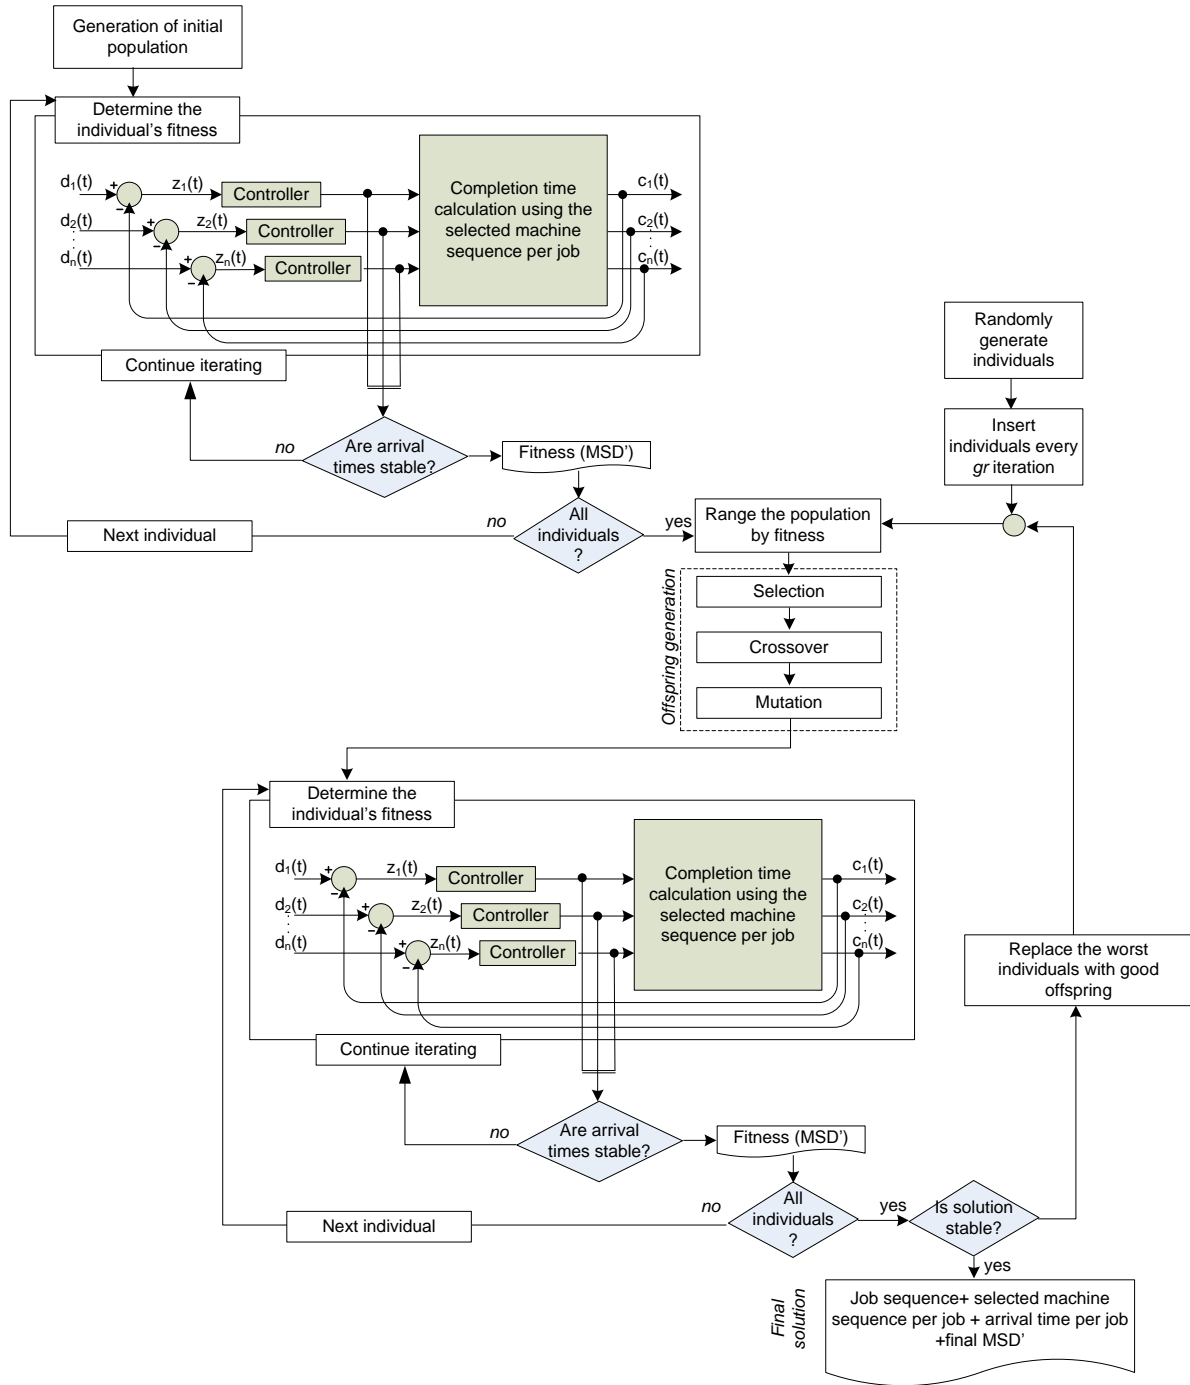 Generation of initial
population
Determine the
individual's fitness
d1(t)
+
−
z1(t)
Controller
d2(t)
+
−
z2(t)
Controller
dn(t)
+
−
zn(t)
Controller
Completion time
calculation using the
selected machine
sequence per job
c1(t)
c2(t)
cn(t)
Continue iterating
no
Are arrival
times stable?
Fitness (MSD')
Next individual
no
All
individuals
?
yes
Range the population
by fitness
Randomly
generate
individuals
Insert
individuals every
gr iteration
Offspring generation
Selection
Crossover
Mutation
Determine the
individual's fitness
d1(t)
+
−
z1(t)
Controller
d2(t)
+
−
z2(t)
Controller
dn(t)
+
−
zn(t)
Controller
Completion time
calculation using the
selected machine
sequence per job
c1(t)
c2(t)
cn(t)
Replace the worst
individuals with good
offspring
Continue iterating
no
Are arrival
times stable?
Fitness (MSD')
Next individual
no
All
individuals
?
yes
Is solution
stable?
yes
Final
solution
Job sequence+ selected machine
sequence per job + arrival time per job
+final MSD'